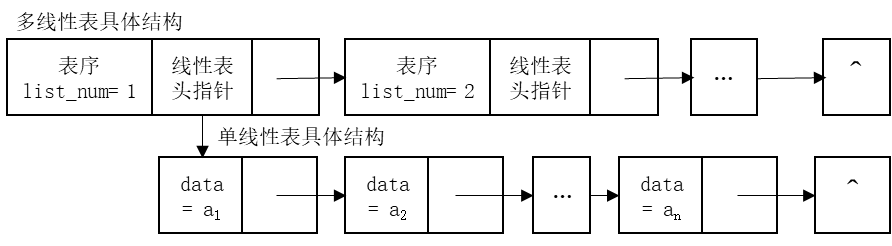 多线性表具体结构
表序 线性表 表序 线性表 … ^
list_num= 1 头指针 list_num= 2 头指针
单线性表具体结构
data data … data ^
= a₁ = a₂ = aₙ